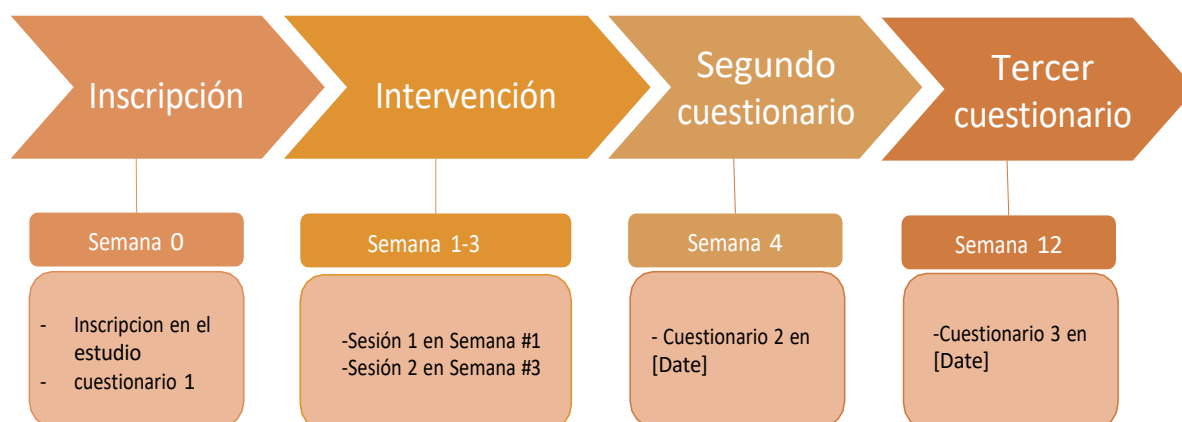 Inscripción
Intervención
Segundo
cuestionario
Tercer
cuestionario
Semana 0
Semana 1-3
Semana 4
Semana 12
- Inscripcion en el
estudio
- cuestionario 1
-Sesión 1 en Semana #1
-Sesión 2 en Semana #3
- Cuestionario 2 en
[Date]
-Cuestionario 3 en
[Date]